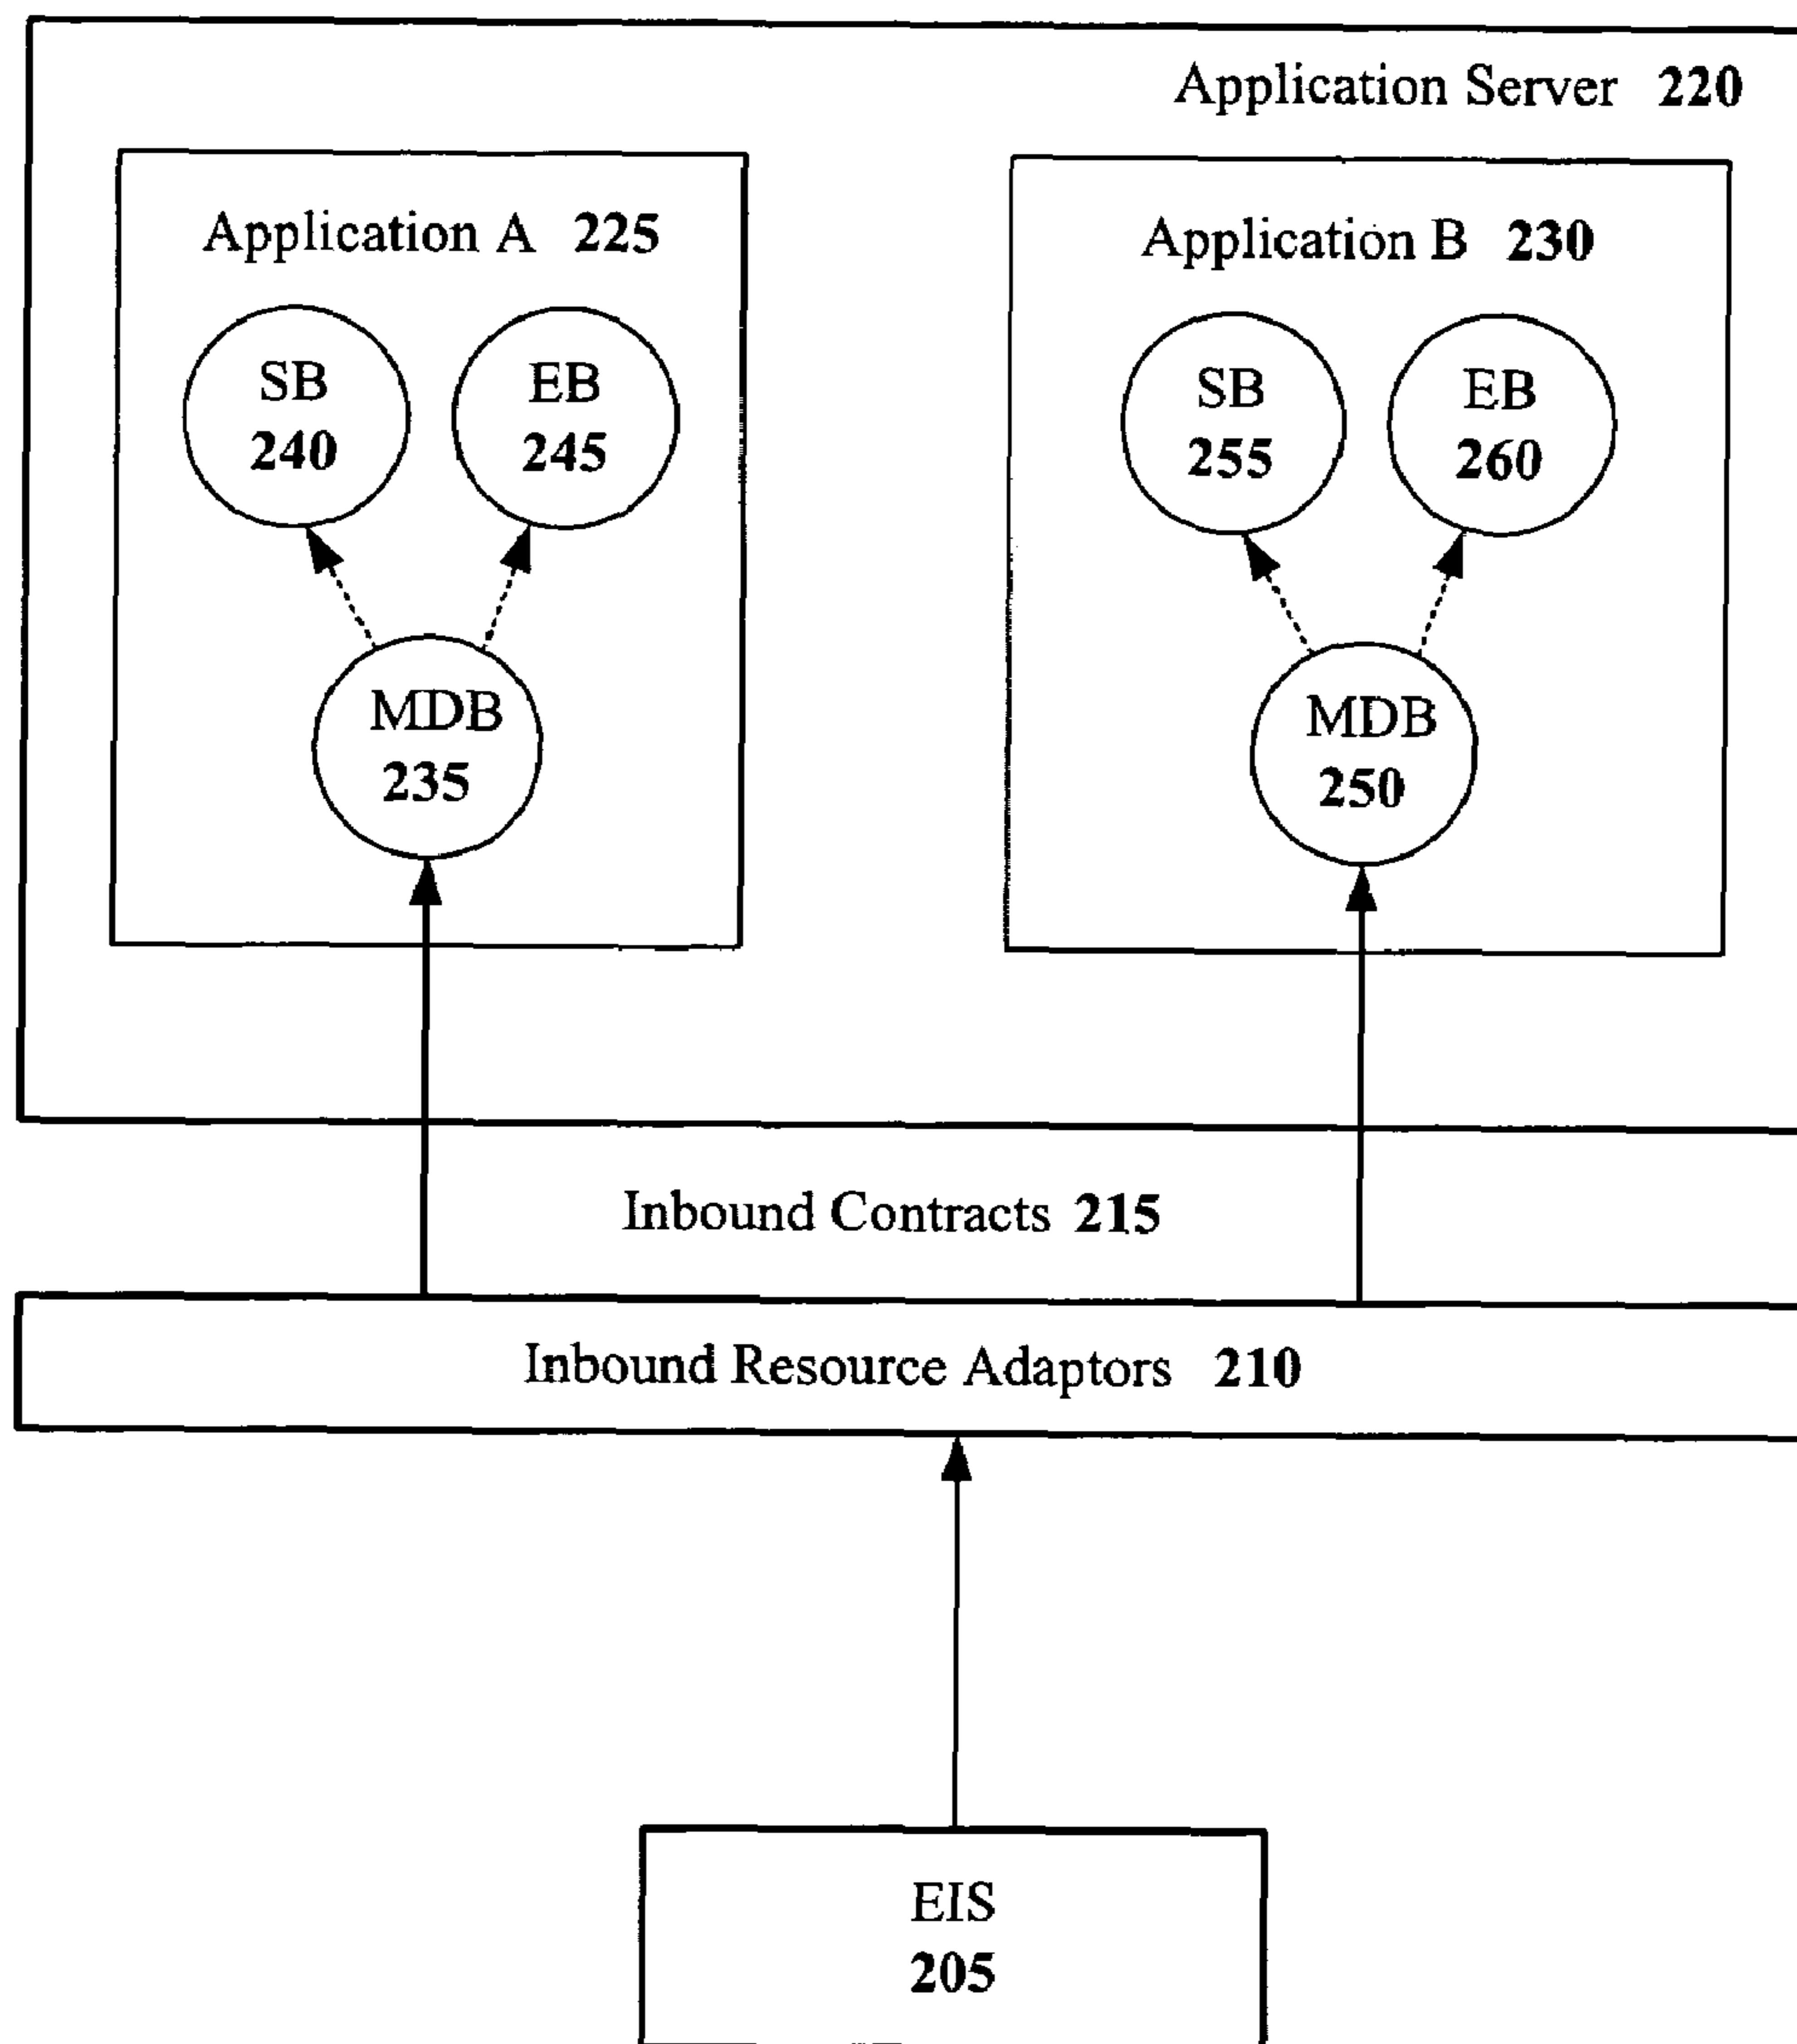 Application Server 220
Application A 225
Application B 230
SB
240
EB
245
SB
255
EB
260
MDB
235
MDB
250
Inbound Contracts 215
Inbound Resource Adaptors 210
EIS
205